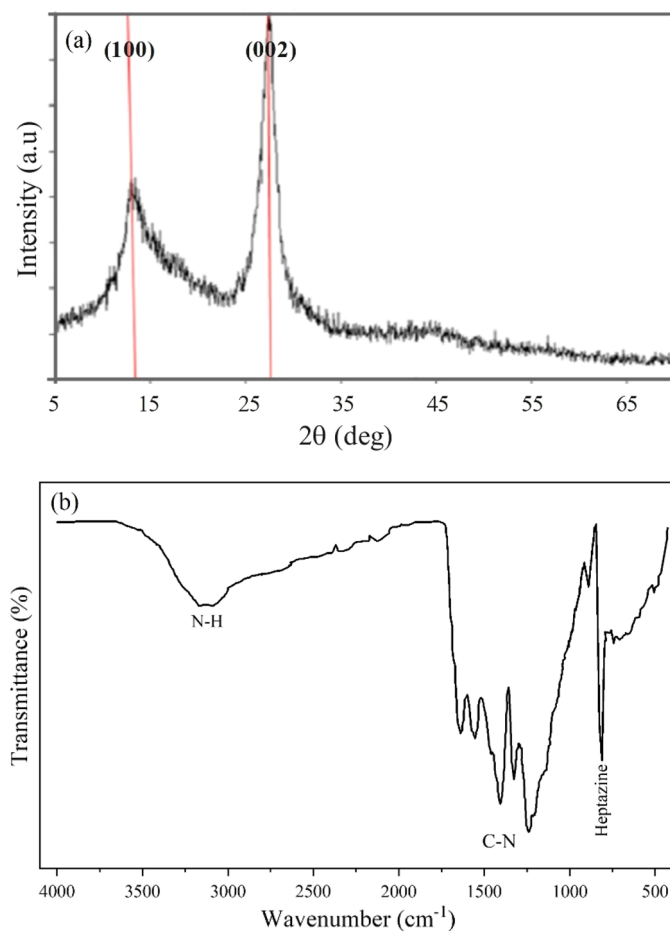 (a)
(100)
(002)
Intensity (a.u)
5
15
25
35
45
55
65
2θ (deg)
(b)
N-H
C-N
Heptazine
Transmittance (%)
4000
3500
3000
2500
2000
1500
1000
500
Wavenumber (cm⁻¹)